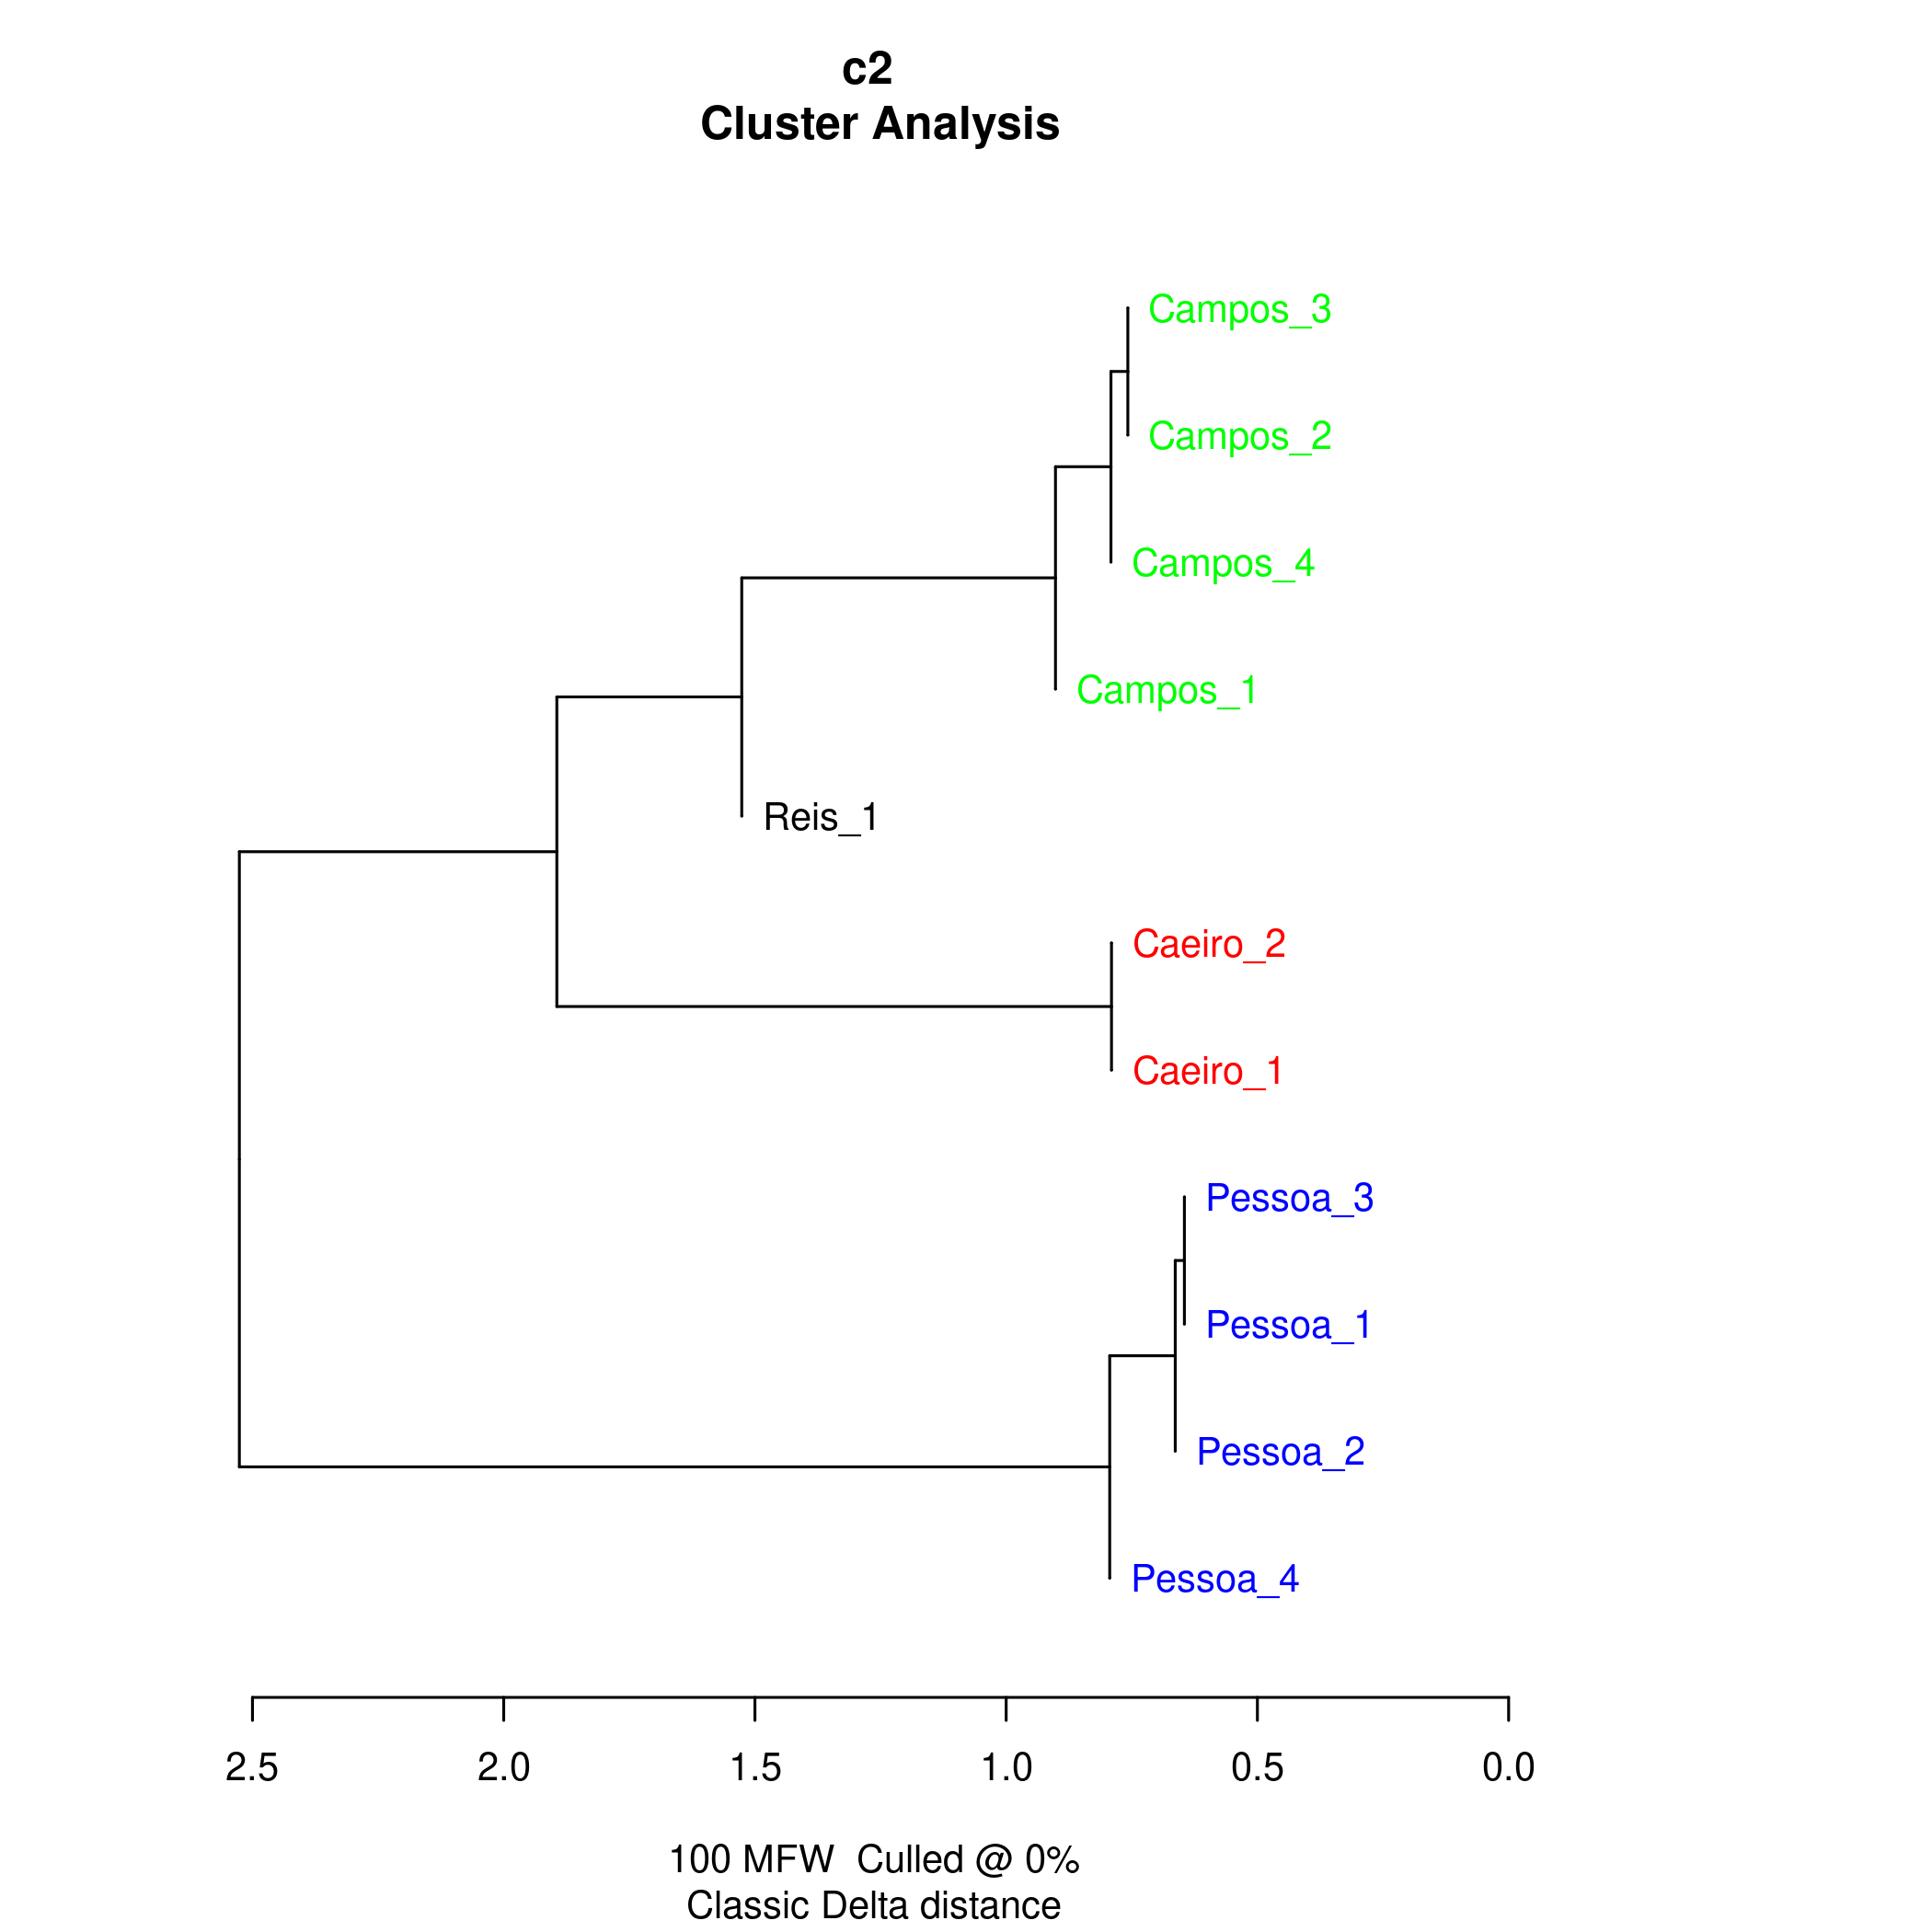 c2
Cluster Analysis
Campos_3
Campos_2
Campos_4
Campos_1
Reis_1
Caeiro_2
Caeiro_1
Pessoa_3
Pessoa_1
Pessoa_2
Pessoa_4
2.5 2.0 1.5 1.0 0.5 0.0
100 MFW  Culled @ 0%
Classic Delta distance